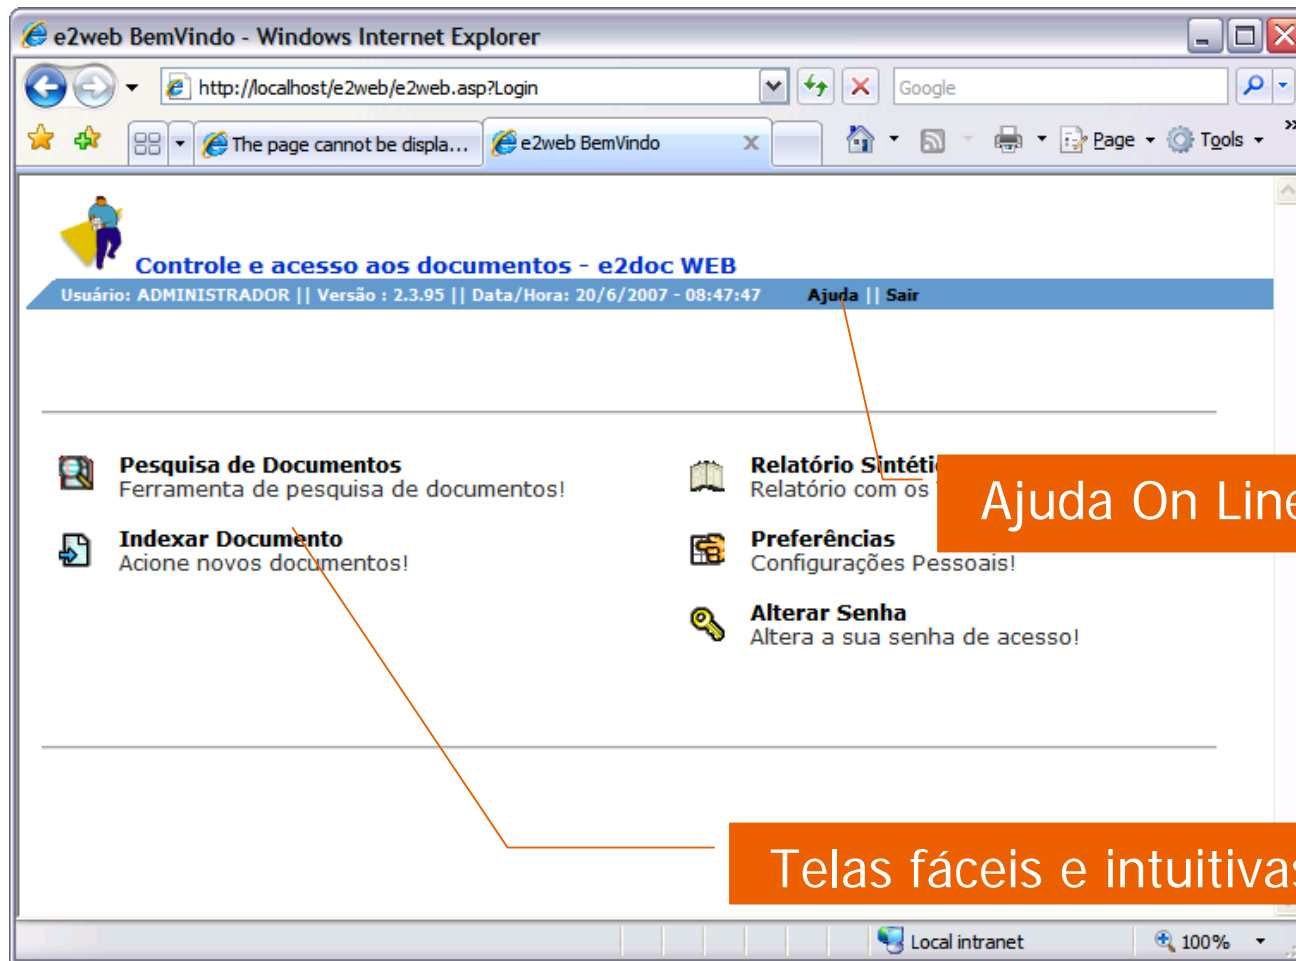 e2web BemVindo - Windows Internet Explorer
http://localhost/e2web/e2web.asp?Login
Google
The page cannot be displa...
e2web BemVindo
Page
Tools
Controle e acesso aos documentos - e2doc WEB
Usuário: ADMINISTRADOR || Versão : 2.3.95 || Data/Hora: 20/6/2007 - 08:47:47 Ajuda || Sair
Pesquisa de Documentos
Ferramenta de pesquisa de documentos!
Indexar Documento
Acione novos documentos!
Relatório Sintéti
Relatório com os
Ajuda On Line
Preferências
Configurações Pessoais!
Alterar Senha
Altera a sua senha de acesso!
Telas fáceis e intuitivas
Local intranet
100%